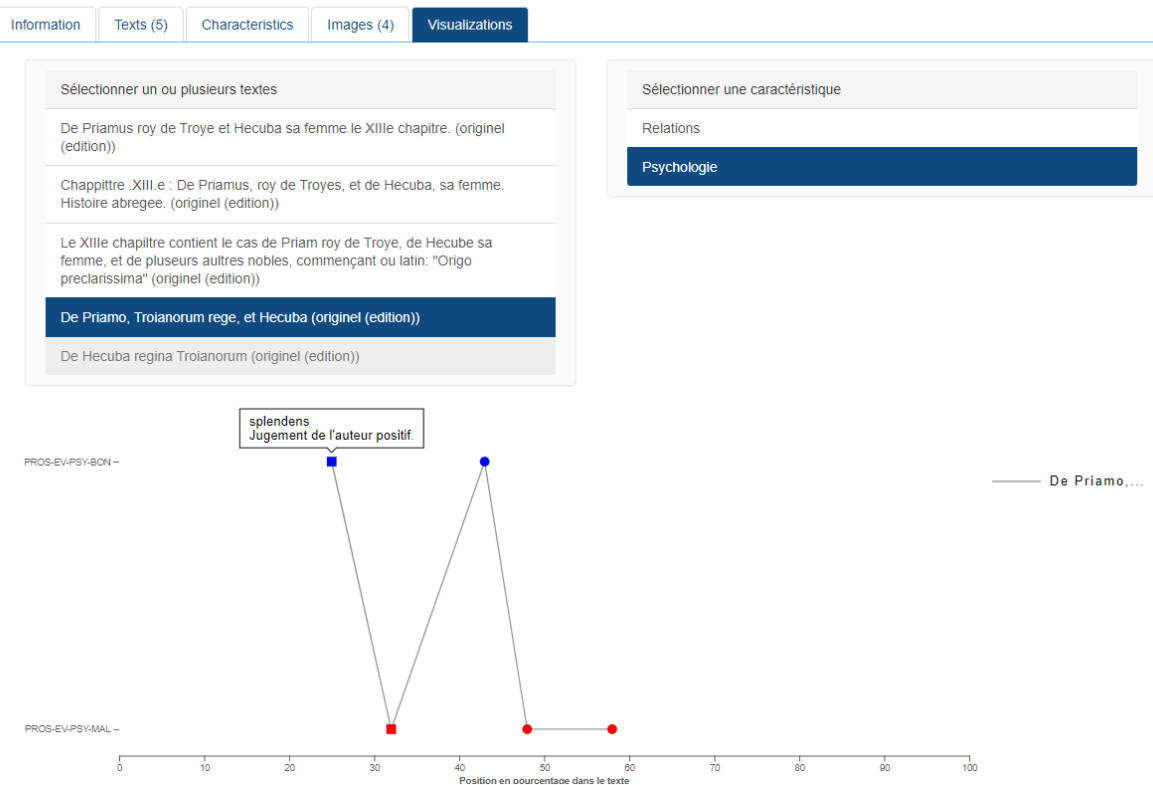 Information
Texts (5)
Characteristics
Images (4)
Visualizations
Sélectionner un ou plusieurs textes
De Priamus roy de Troye et Hecuba sa femme le XIIIe chapitre. (originel
(edition))
Chappittre .XIII.e : De Priamus, roy de Troyes, et de Hecuba, sa femme.
Histoire abregee. (originel (edition))
Le XIIIe chapiltre contient le cas de Priam roy de Troye, de Hecube sa
femme, et de pluseurs aultres nobles, commençant ou latin: "Origo
preclarissima" (originel (edition))
De Priamo, Troianorum rege, et Hecuba (originel (edition))
De Hecuba regina Troianorum (originel (edition))
Sélectionner une caractéristique
Relations
Psychologie
splendens
Jugement de l'auteur positif.
PROS-EV-PSY-BON
De Priamo,...
PROS-EV-PSY-MAL
0 10 20 30 40 50 60 70 80 90 100
Position en pourcentage dans le texte